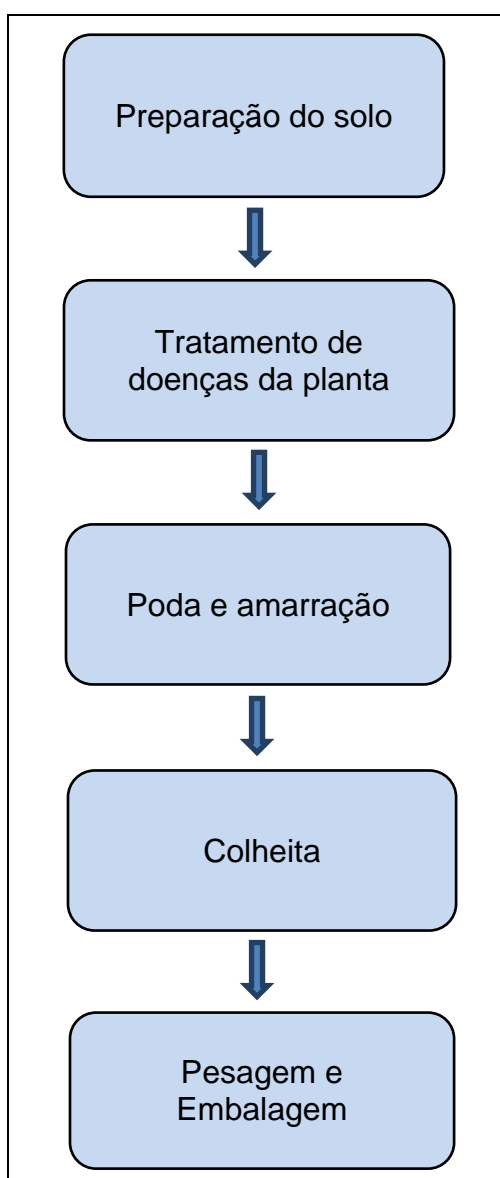 Preparação do solo
Tratamento de
doenças da planta
Poda e amarração
Colheita
Pesagem e
Embalagem